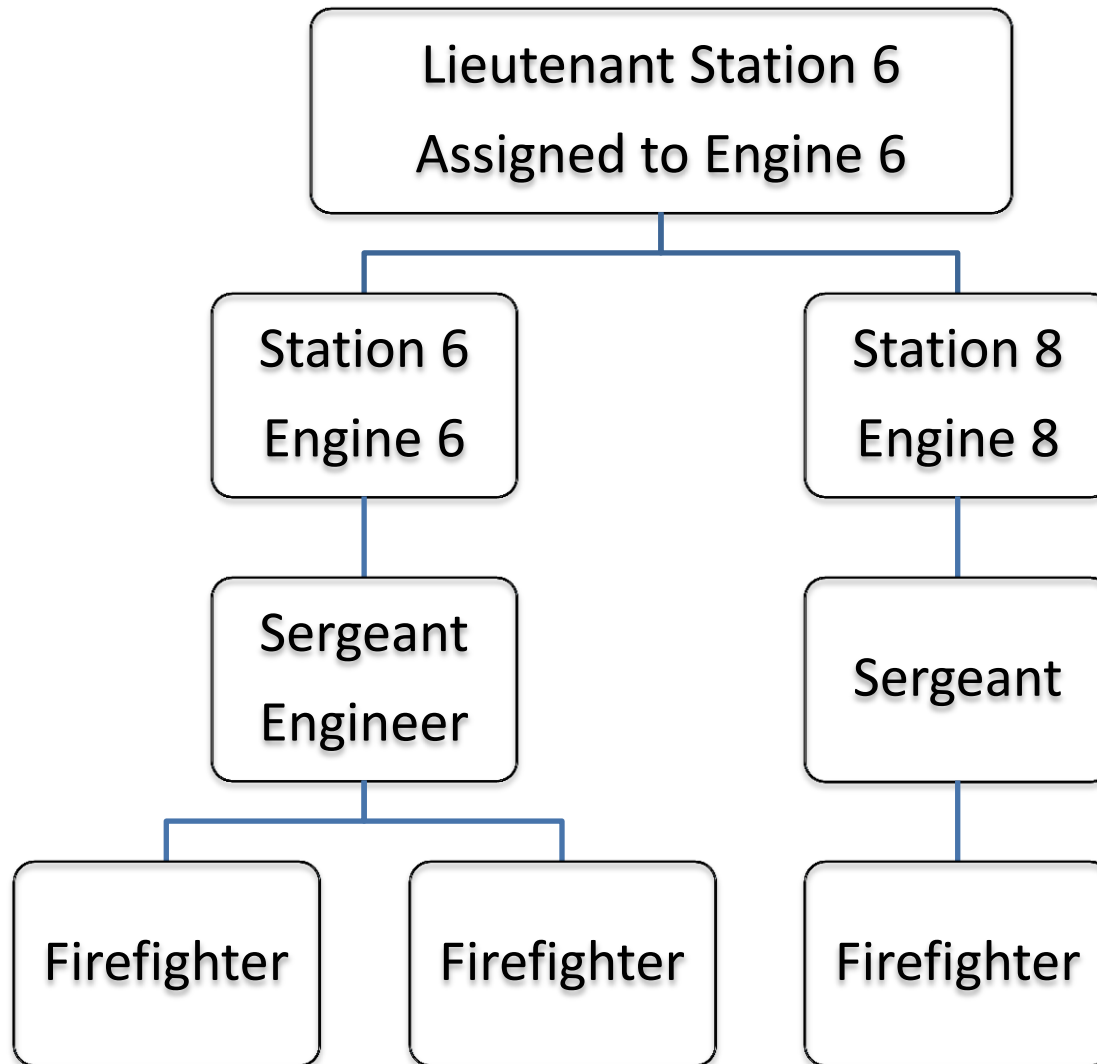 Lieutenant Station 6
Assigned to Engine 6
Station 6
Engine 6
Station 8
Engine 8
Sergeant
Engineer
Sergeant
Firefighter
Firefighter
Firefighter